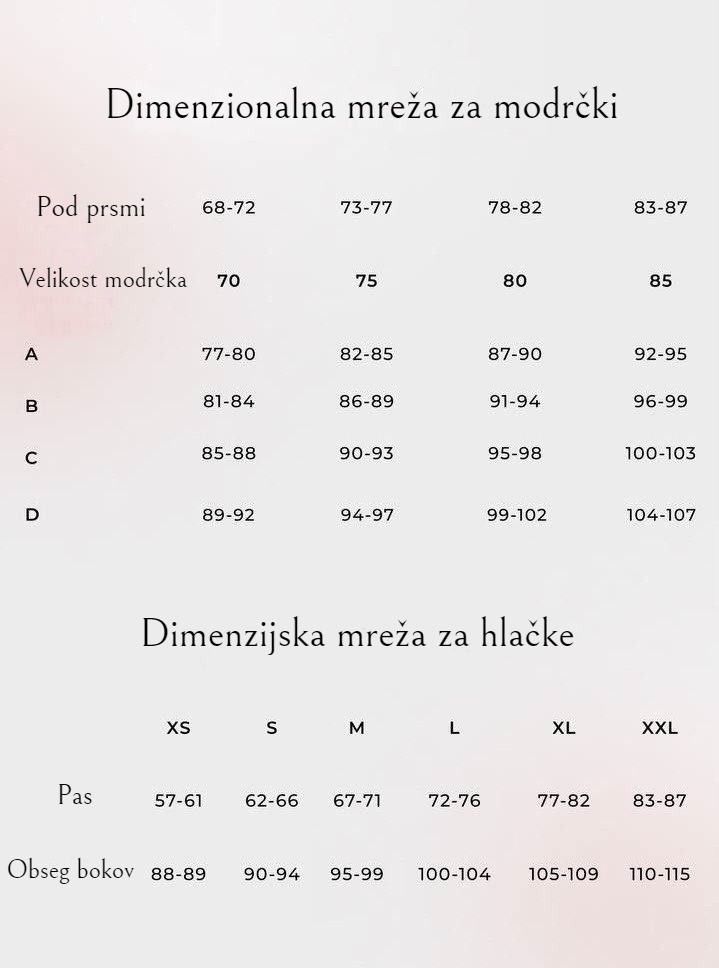 Dimenzionalna mreža za modrčki
Pod prsmi 68-72 73-77 78-82 83-87
Velikost modrčka 70 75 80 85
A 77-80 82-85 87-90 92-95
B 81-84 86-89 91-94 96-99
C 85-88 90-93 95-98 100-103
D 89-92 94-97 99-102 104-107
Dimenzijska mreža za hlačke
XS S M L XL XXL
Pas 57-61 62-66 67-71 72-76 77-82 83-87
Obseg bokov 88-89 90-94 95-99 100-104 105-109 110-115